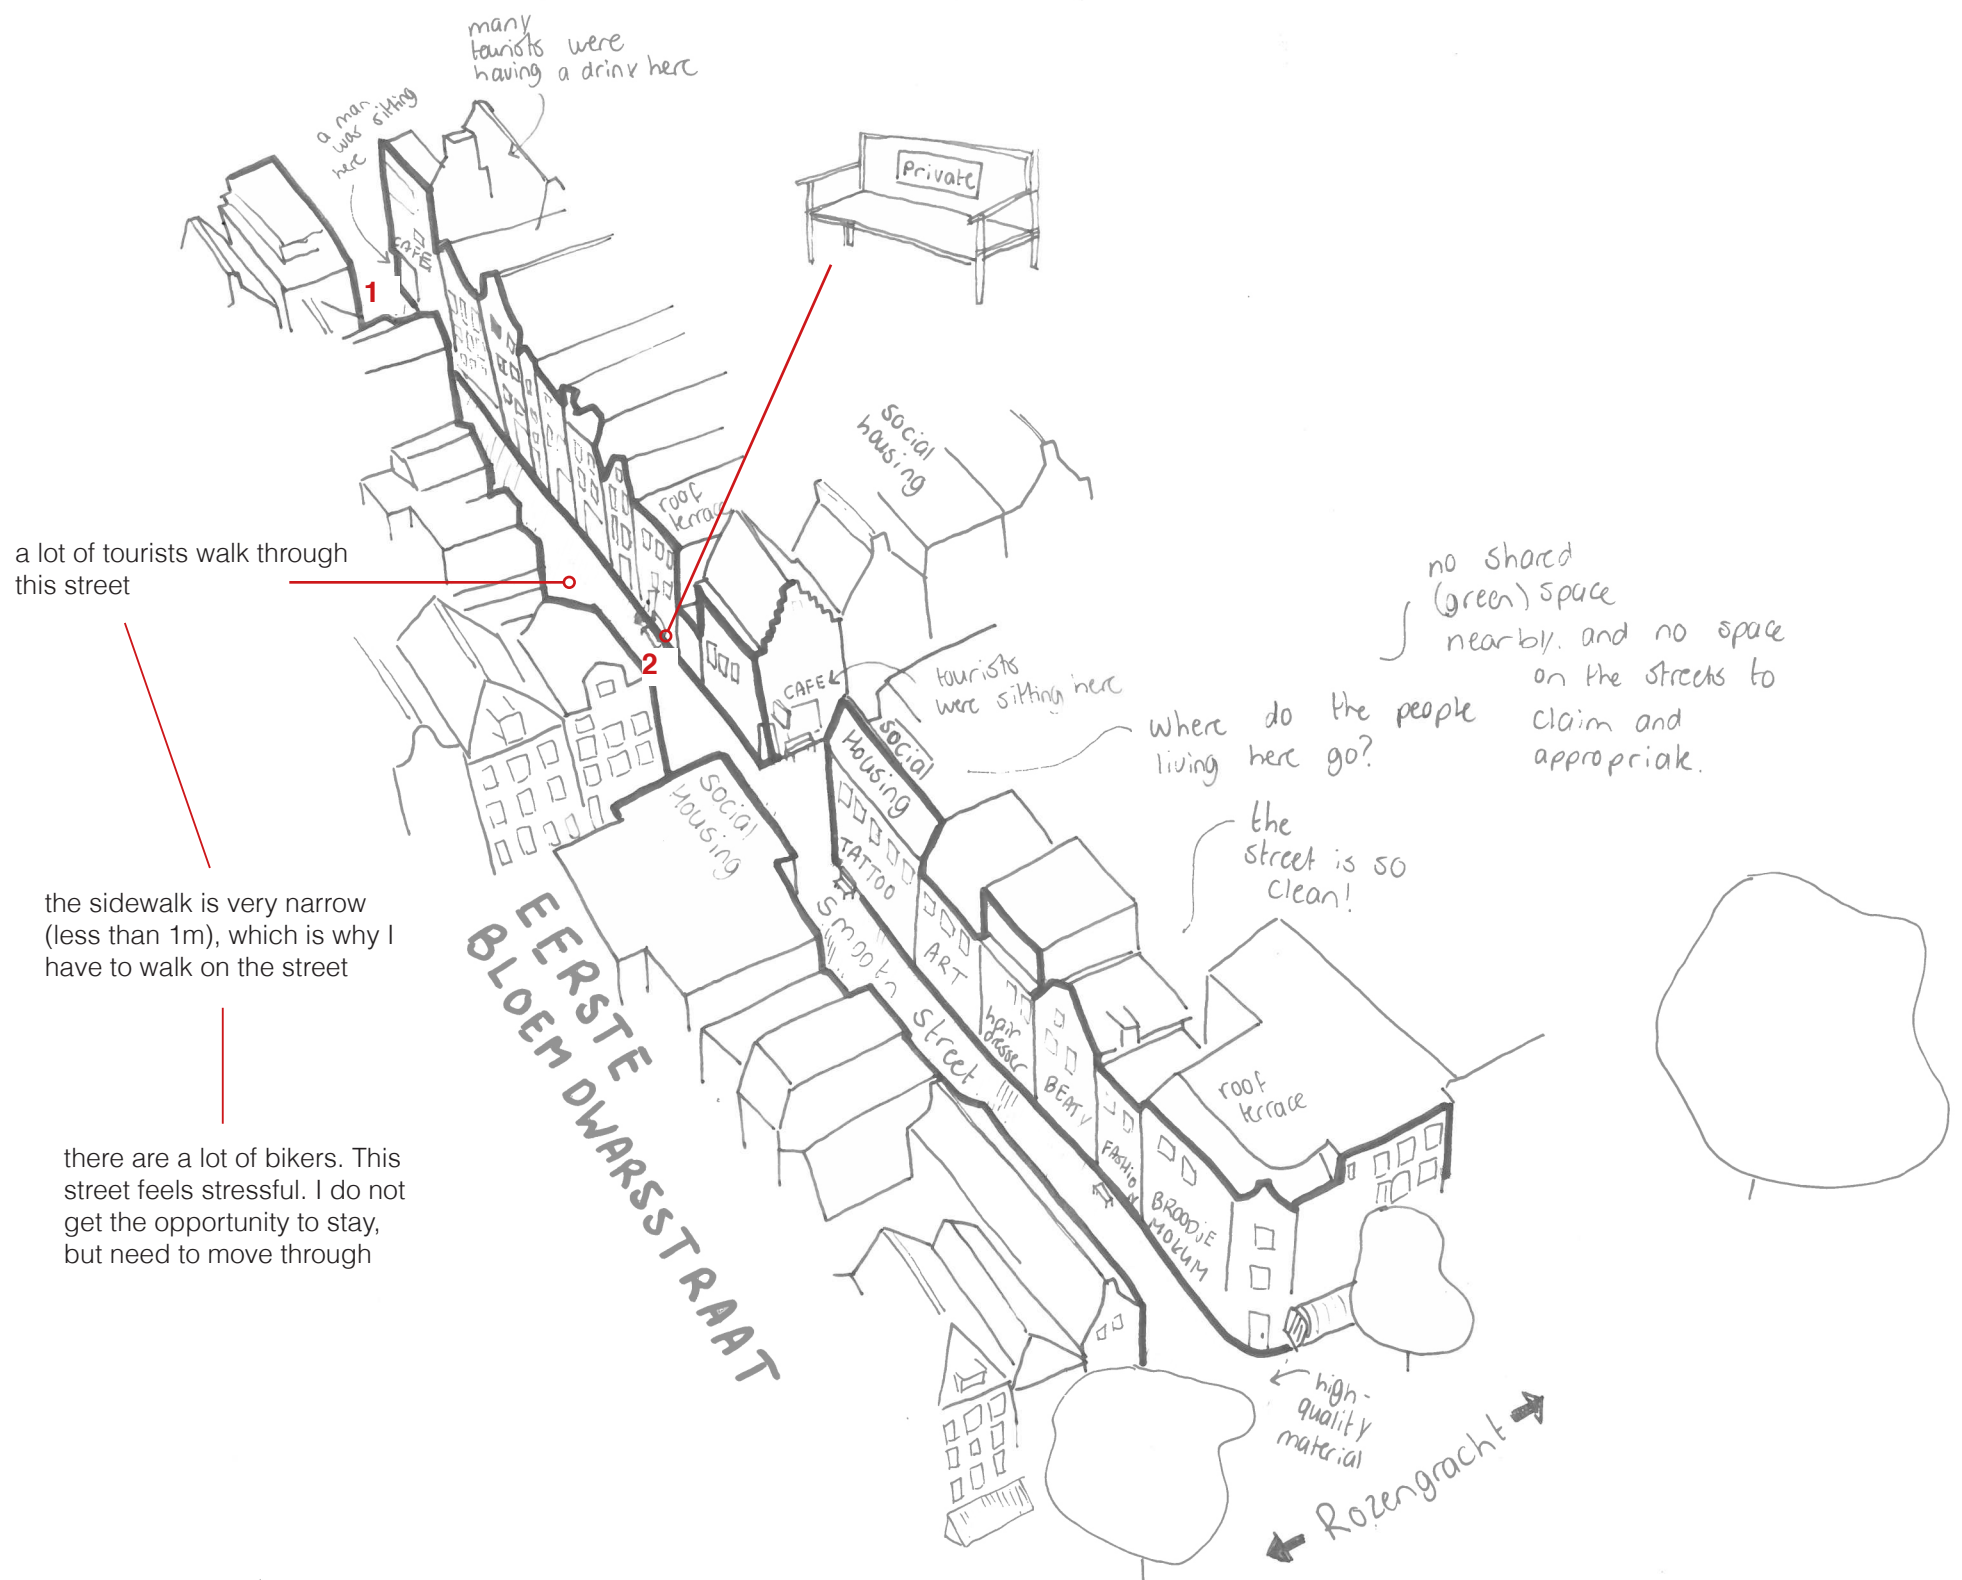 many
tourists were
having a drink here
a man
was sitting
here
Private
CAFE
1
social
housing
roof
terrace
a lot of tourists walk through
this street
no shared
(green) space
nearby. and no space
on the streets to
claim and
appropriate.
2
CAFE
tourists
were sitting here
where do the people
living here go?
social
Housing
social
Housing
the
street is so
clean!
TATTOO
the sidewalk is very narrow
(less than 1m), which is why I
have to walk on the street
smooth
street
ART
hair
dresser
BEATY
FASHION
BROODJE
MOKUM
roof
terrace
EERSTE
BLOEMDWARSSTRAAT
there are a lot of bikers. This
street feels stressful. I do not
get the opportunity to stay,
but need to move through
high-
quality
material
Rozengracht